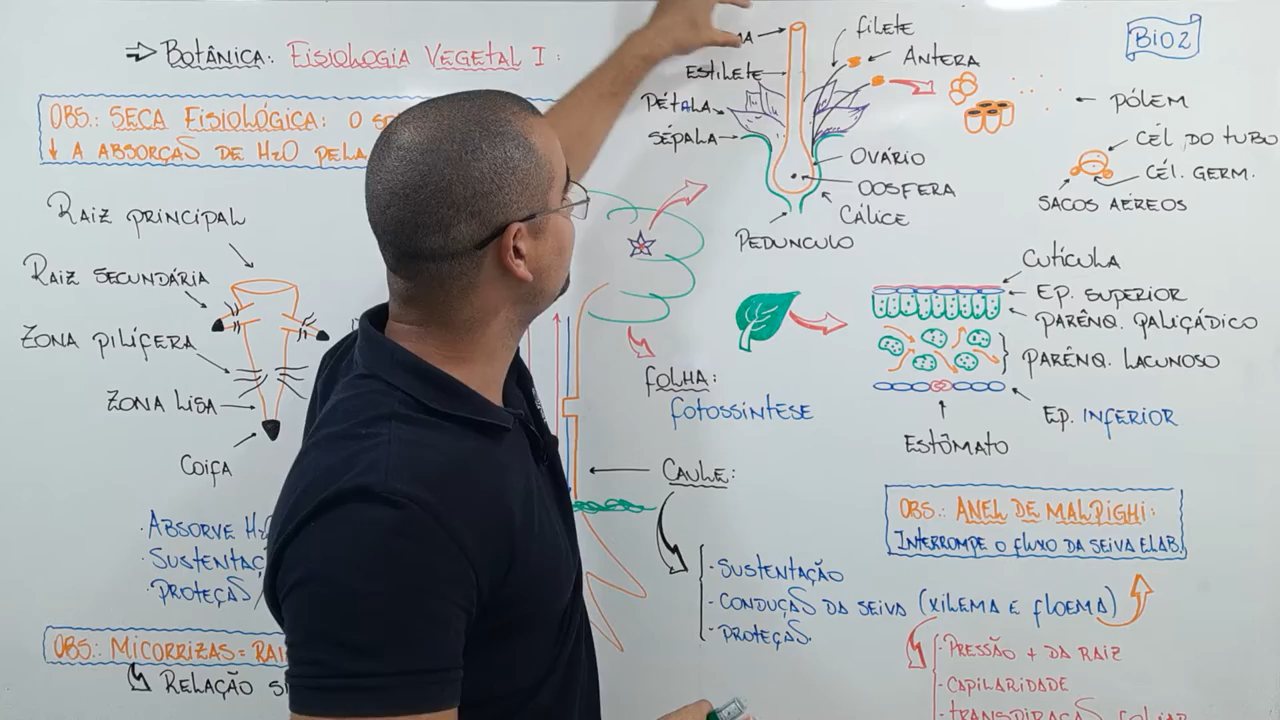 ⇒ Botânica: Fisiologia Vegetal I:
OBS.: SECA FISIOLÓGICA: O
↓ A ABSORÇÃO DE H2O PELA
RAIZ PRINCIPAL
RAIZ SECUNDÁRIA
ZONA PILÍFERA
ZONA LISA
COIFA
· ABSORVE
· SUSTENTAÇ
· PROTEÇÃO
OBS.: MICORRIZAS =
RELAÇÃO
ESTILETE
PÉTALA
SÉPALA
PEDUNCULO
FILETE
ANTERA
OVÁRIO
OOSFERA
CÁLICE
BIO2
PÓLEM
CÉL. DO TUBO
CÉL. GERM.
SACOS AÉREOS
FOLHA:
FOTOSSÍNTESE
CUTÍCULA
EP. SUPERIOR
PARÊNQ. PALIÇÁDICO
PARÊNQ. LACUNOSO
EP. INFERIOR
ESTÔMATO
CAULE:
· SUSTENTAÇÃO
· CONDUÇÃO DA SEIVA (XILEMA E FLOEMA)
· PROTEÇÃO.
OBS.: ANEL DE MALPIGHI:
INTERROMPE O FLUXO DA SEIVA ELAB.
· PRESSÃO + DA RAIZ
· CAPILARIDADE
· TRANSPIRAÇÃO FOLIAR